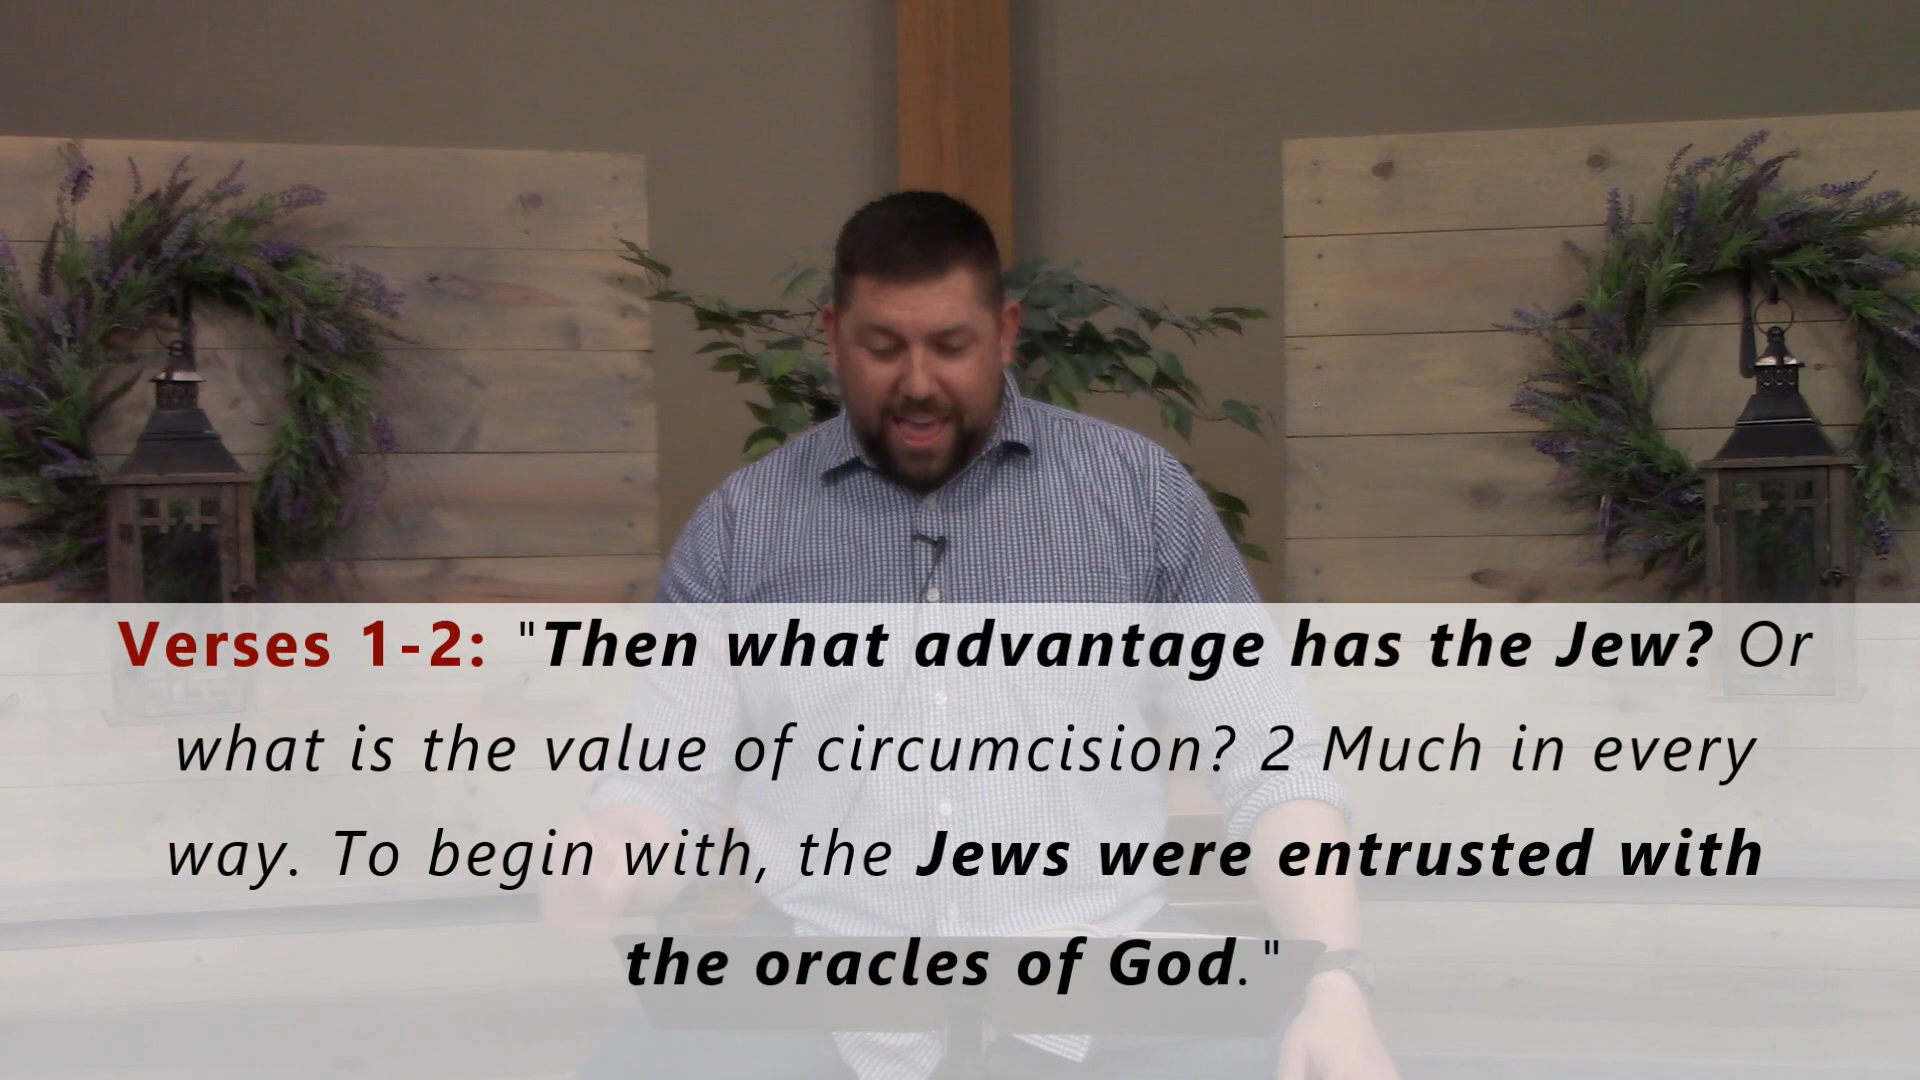 Verses 1-2: "Then what advantage has the Jew? Or
what is the value of circumcision? 2 Much in every
way. To begin with, the Jews were entrusted with
the oracles of God."